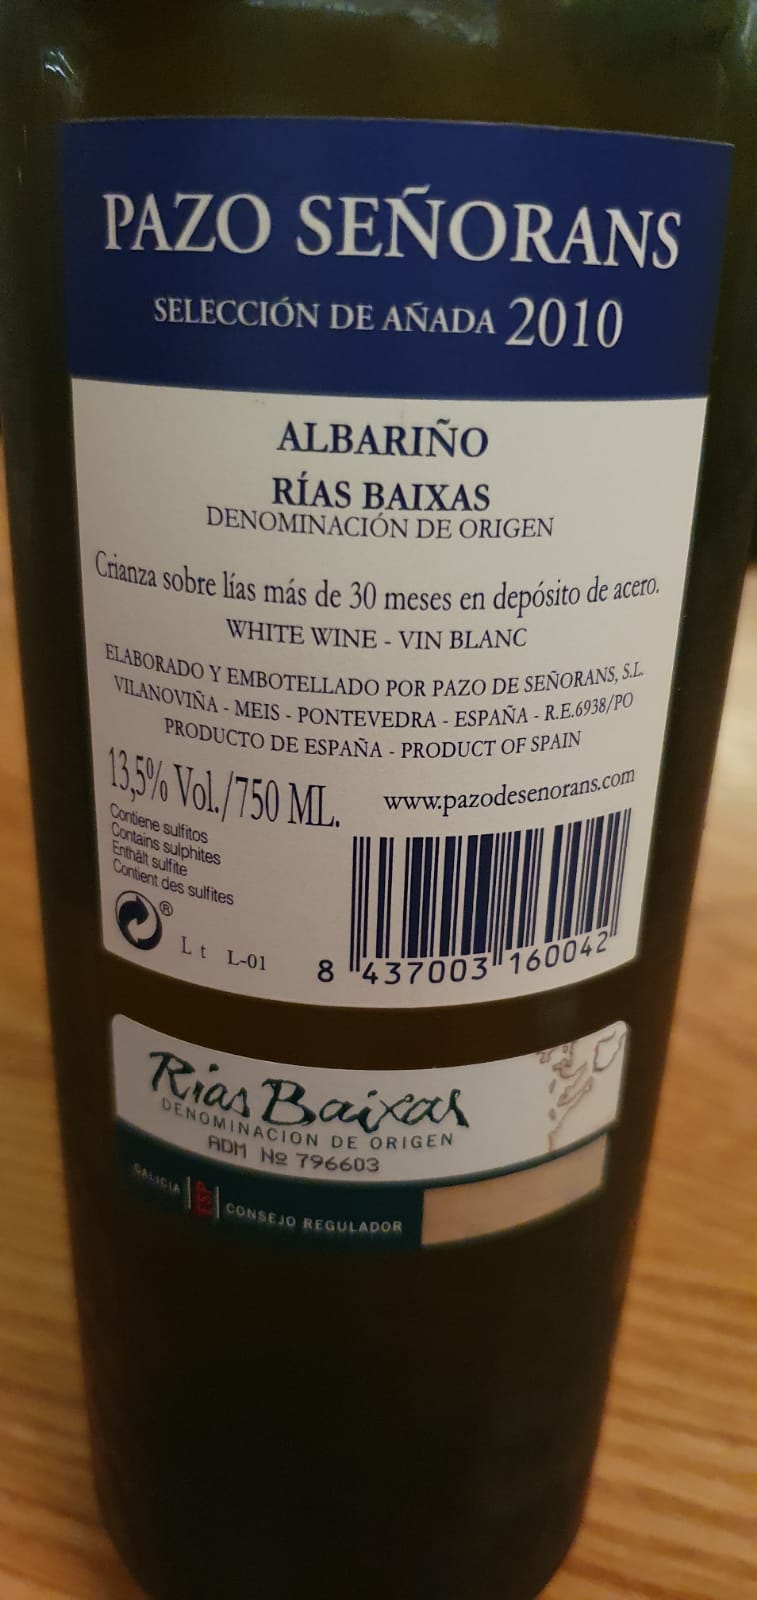 PAZO SEÑORANS
SELECCIÓN DE AÑADA 2010
ALBARIÑO
RÍAS BAIXAS
DENOMINACIÓN DE ORIGEN
Crianza sobre lías más de 30 meses en depósito de acero.
WHITE WINE - VIN BLANC
ELABORADO Y EMBOTELLADO POR PAZO DE SEÑORANS, S.L.
VILANOVIÑA - MEIS - PONTEVEDRA - ESPAÑA - R.E.6938/PO
PRODUCTO DE ESPAÑA - PRODUCT OF SPAIN
13,5% Vol./750 ML.
www.pazodesenorans.com
Contiene sulfitos
Contains sulphites
Enthält sulfite
Contient des sulfites
®
L t L-01
8 437003 160042
Rías Baixas
DENOMINACION DE ORIGEN
ADM Nº 796603
GALICIA ESP CONSEJO REGULADOR